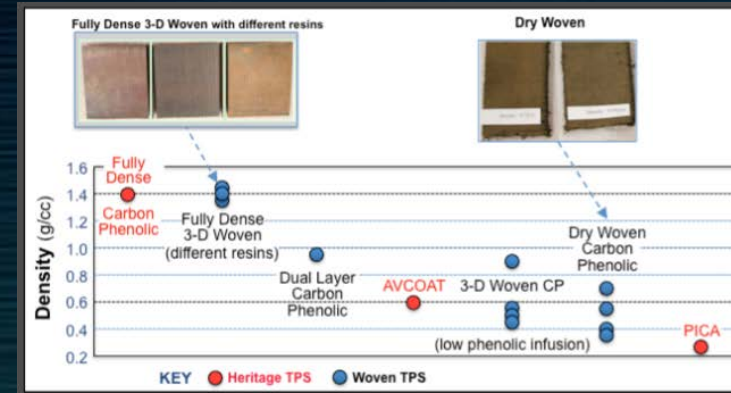 Fully Dense 3-D Woven with different resins
Dry Woven
Density (g/cc)
1.6
1.4
1.2
1.0
0.8
0.6
0.4
0.2
Fully
Dense
Carbon
Phenolic
Fully Dense
3-D Woven
(different resins)
Dual Layer
Carbon
Phenolic
AVCOAT
3-D Woven CP
(low phenolic infusion)
Dry Woven
Carbon
Phenolic
PICA
KEY
Heritage TPS
Woven TPS